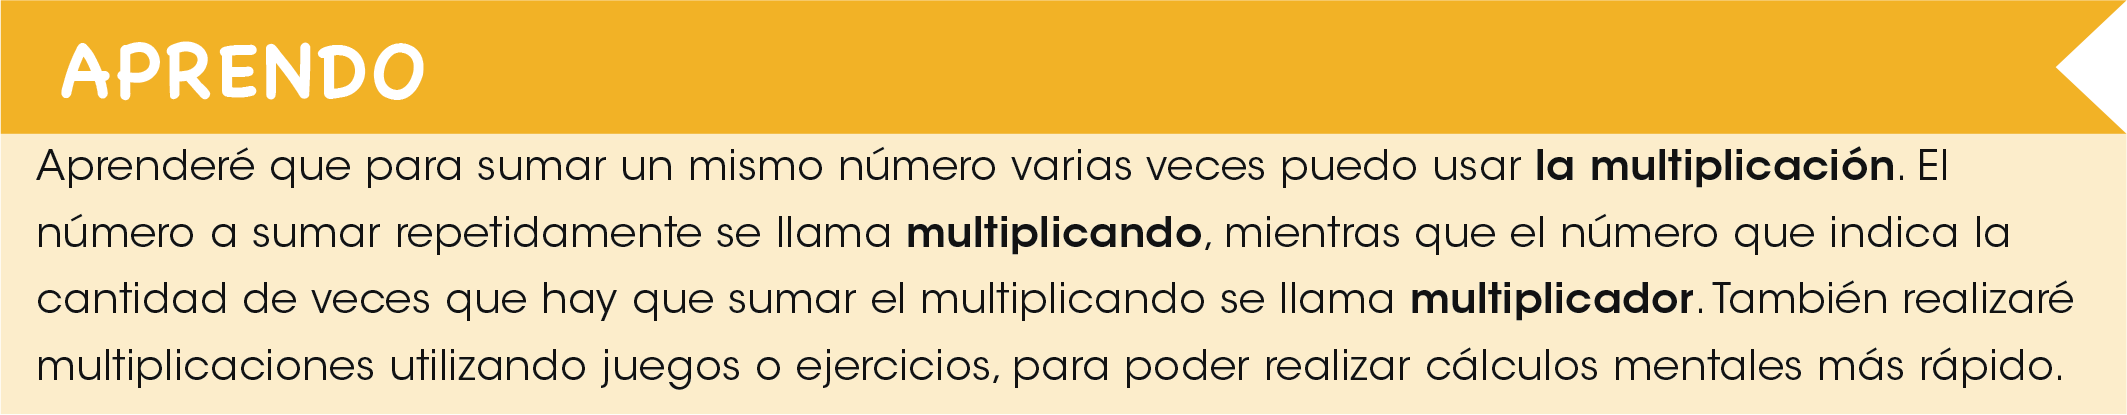 APRENDO
Aprenderé que para sumar un mismo número varias veces puedo usar la multiplicación. El
número a sumar repetidamente se llama multiplicando, mientras que el número que indica la
cantidad de veces que hay que sumar el multiplicando se llama multiplicador. También realizaré
multiplicaciones utilizando juegos o ejercicios, para poder realizar cálculos mentales más rápido.